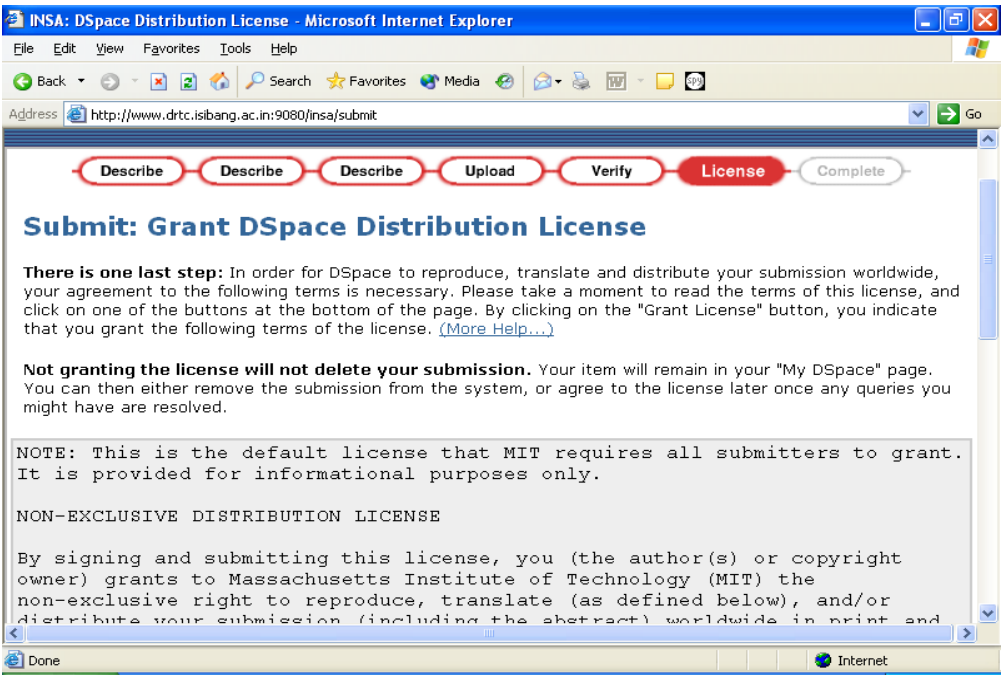 INSA: DSpace Distribution License - Microsoft Internet Explorer
File Edit View Favorites Tools Help
Back Search Favorites Media
Address http://www.drtc.isibang.ac.in:9080/insa/submit Go
Describe Describe Describe Upload Verify License Complete
Submit: Grant DSpace Distribution License
There is one last step: In order for DSpace to reproduce, translate and distribute your submission worldwide,
your agreement to the following terms is necessary. Please take a moment to read the terms of this license, and
click on one of the buttons at the bottom of the page. By clicking on the "Grant License" button, you indicate
that you grant the following terms of the license. (More Help...)
Not granting the license will not delete your submission. Your item will remain in your "My DSpace" page.
You can then either remove the submission from the system, or agree to the license later once any queries you
might have are resolved.
NOTE: This is the default license that MIT requires all submitters to grant.
It is provided for informational purposes only.
NON-EXCLUSIVE DISTRIBUTION LICENSE
By signing and submitting this license, you (the author(s) or copyright
owner) grants to Massachusetts Institute of Technology (MIT) the
non-exclusive right to reproduce, translate (as defined below), and/or
distribute your submission (including the abstract) worldwide in print and
Done Internet